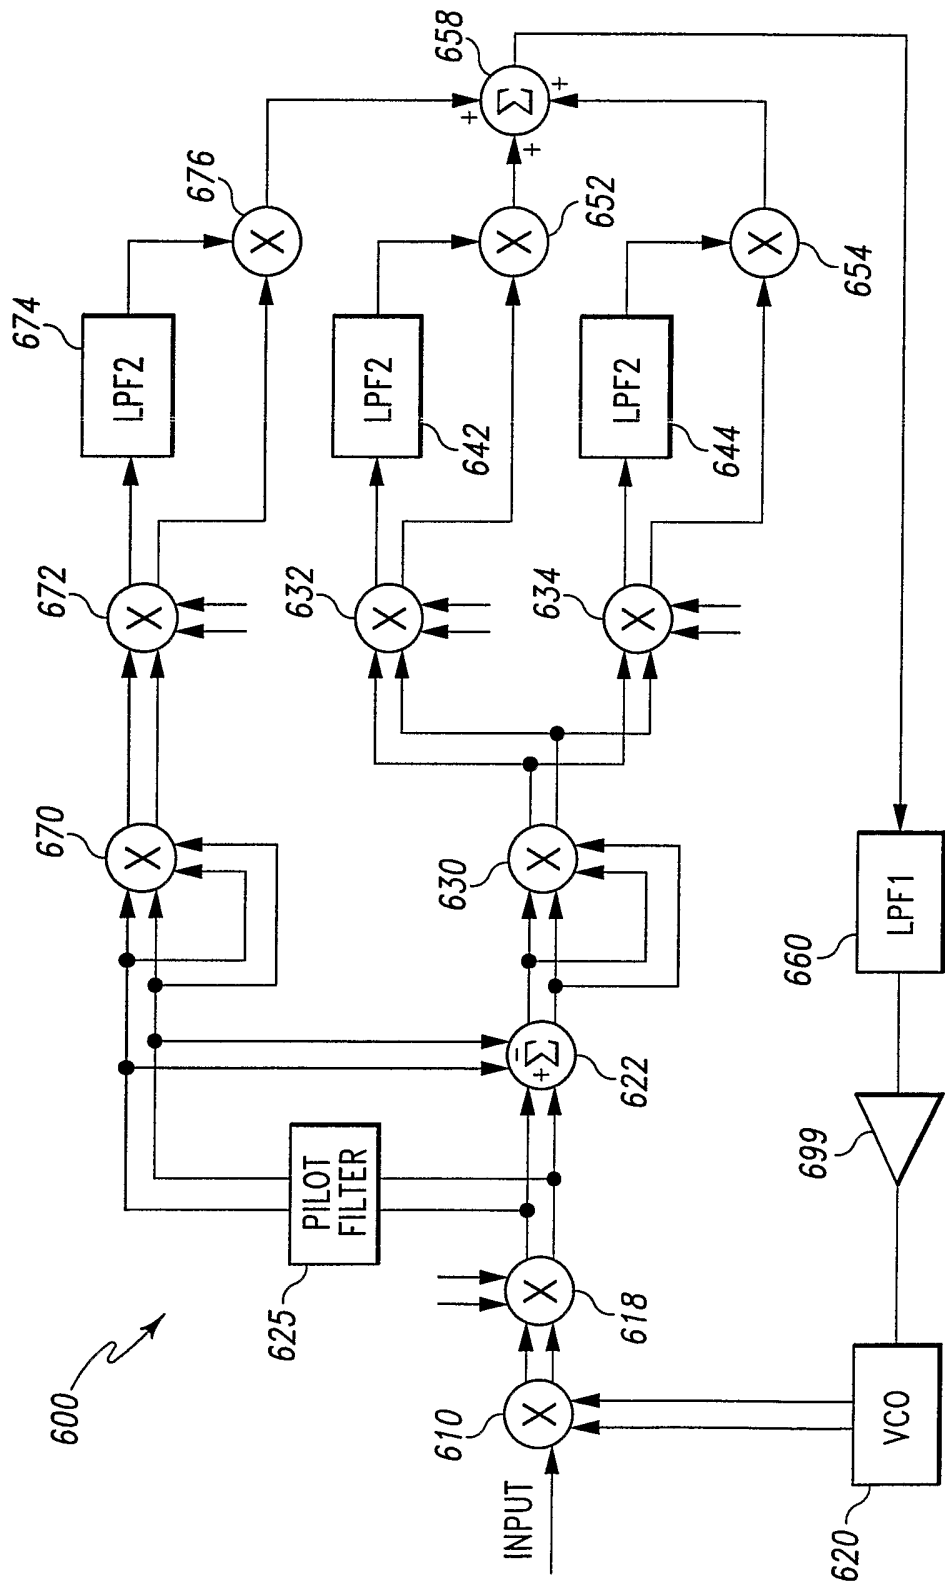 600
INPUT
610
X
618
X
PILOT
FILTER
625
+
-
Σ
622
630
X
670
X
672
X
632
X
634
X
LPF2
674
LPF2
642
LPF2
644
676
X
652
X
654
X
658
Σ
+
+
+
LPF1
660
699
VCO
620